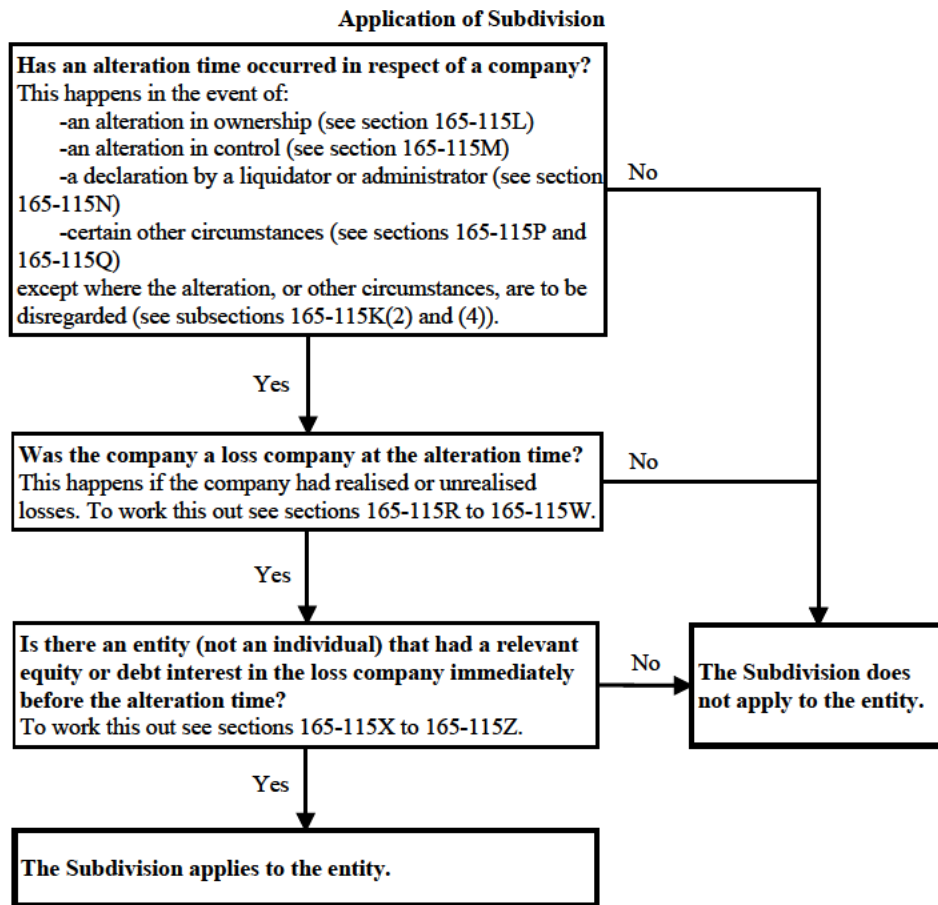 Application of Subdivision
Has an alteration time occurred in respect of a company?
This happens in the event of:
-an alteration in ownership (see section 165-115L)
-an alteration in control (see section 165-115M)
-a declaration by a liquidator or administrator (see section
165-115N)
-certain other circumstances (see sections 165-115P and
165-115Q)
except where the alteration, or other circumstances, are to be
disregarded (see subsections 165-115K(2) and (4)).
No
Yes
Was the company a loss company at the alteration time?
This happens if the company had realised or unrealised
losses. To work this out see sections 165-115R to 165-115W.
No
Yes
Is there an entity (not an individual) that had a relevant
equity or debt interest in the loss company immediately
before the alteration time?
To work this out see sections 165-115X to 165-115Z.
No
The Subdivision does
not apply to the entity.
Yes
The Subdivision applies to the entity.